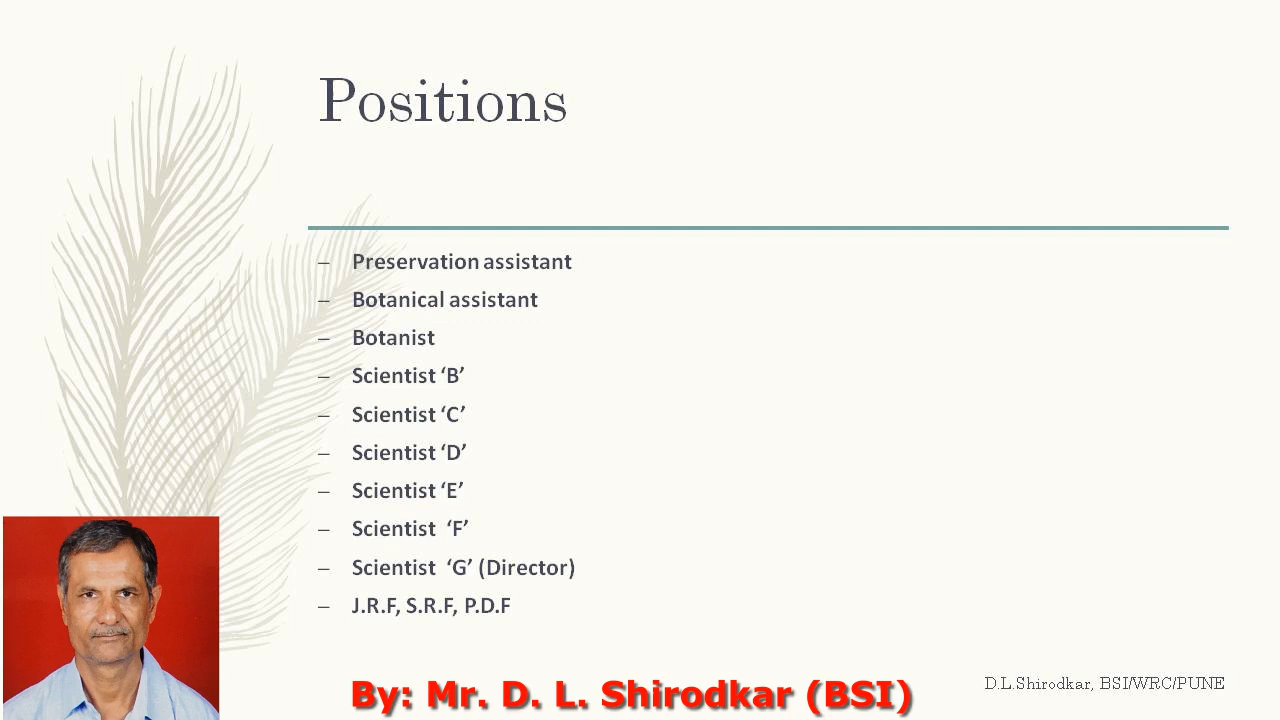 Positions
– Preservation assistant
– Botanical assistant
– Botanist
– Scientist ‘B’
– Scientist ‘C’
– Scientist ‘D’
– Scientist ‘E’
– Scientist ‘F’
– Scientist ‘G’ (Director)
– J.R.F, S.R.F, P.D.F
By: Mr. D. L. Shirodkar (BSI)
D.L.Shirodkar, BSI/WRC/PUNE